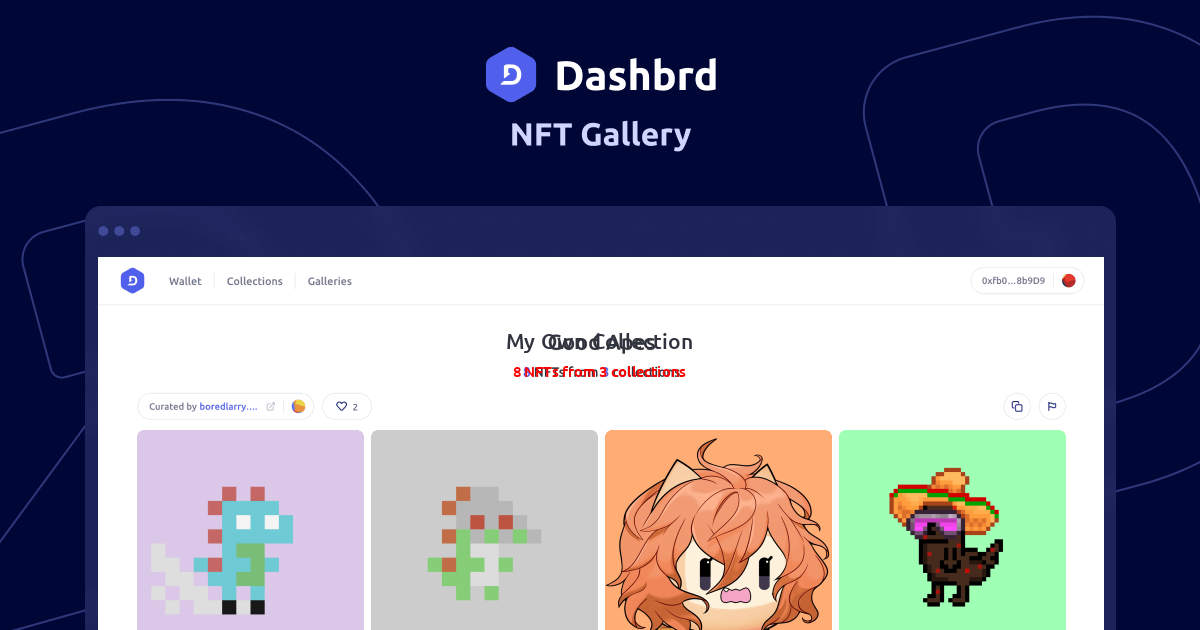 Dashbrd
NFT Gallery
Wallet
Collections
Galleries
0xfb0...8b9D9
My Own Collection
Good Apes
8 NFTs from 3 collections
Curated by boredlarry....
2